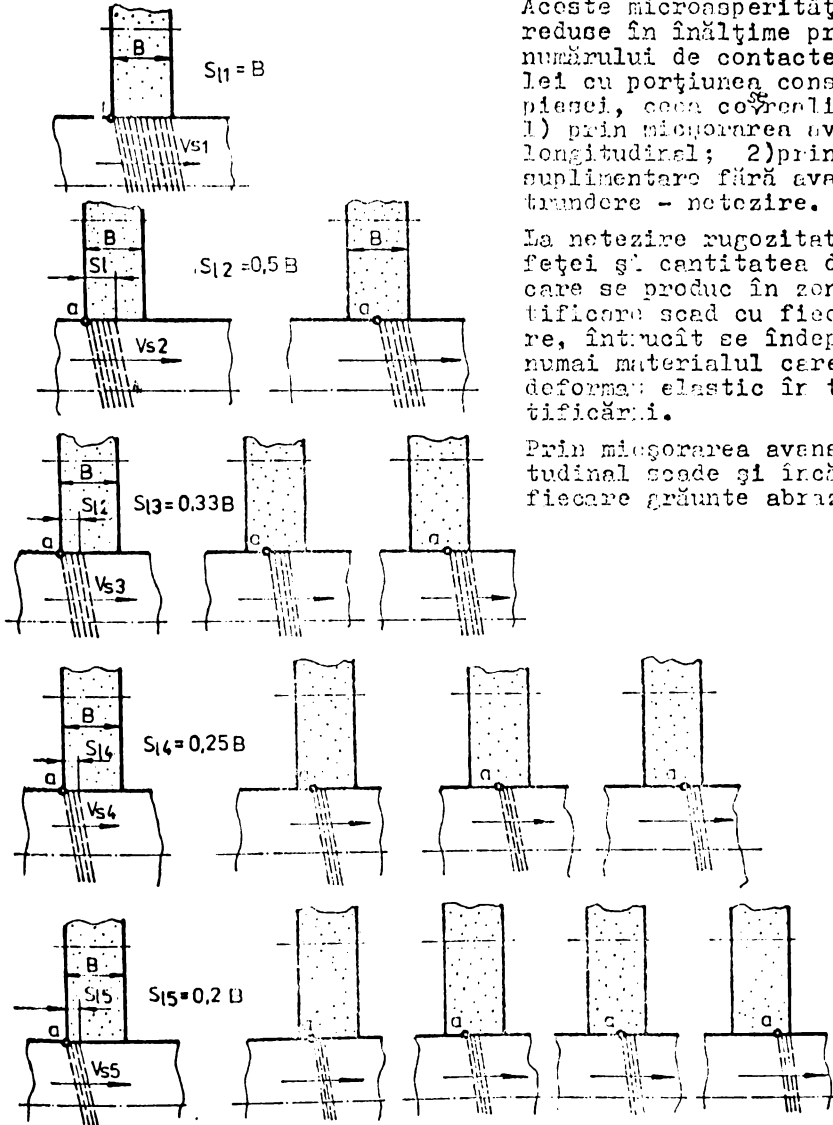 Aceste microasperităţ
reduse în înălţime pr
numărului de contacte
lei cu porţiunea cons
piesei, ceea ce se reali
1) prin micşorarea av
longitudinal; 2)prin
suplimentare fără ava
trundere - netezire.
La netezire rugozitat
feţei şi cantitatea d
care se produc în zon
tificare scad cu fiec
re, întrucît se îndep
numai materialul care
deformat elastic în t
tificării.
Prin micşorarea avans
tudinal scade şi încă
fiecare grăunte abraz
B
Sl1 = B
Vs1
B
B
Sl
Sl2 =0,5 B
a
a
Vs2
B
Sl2
Sl3=0,33B
a
a
a
Vs3
B
Sl4
Sl4=0,25B
a
a
a
Vs4
B
Sl5
Sl5=0,2 B
a
a
a
a
Vs5